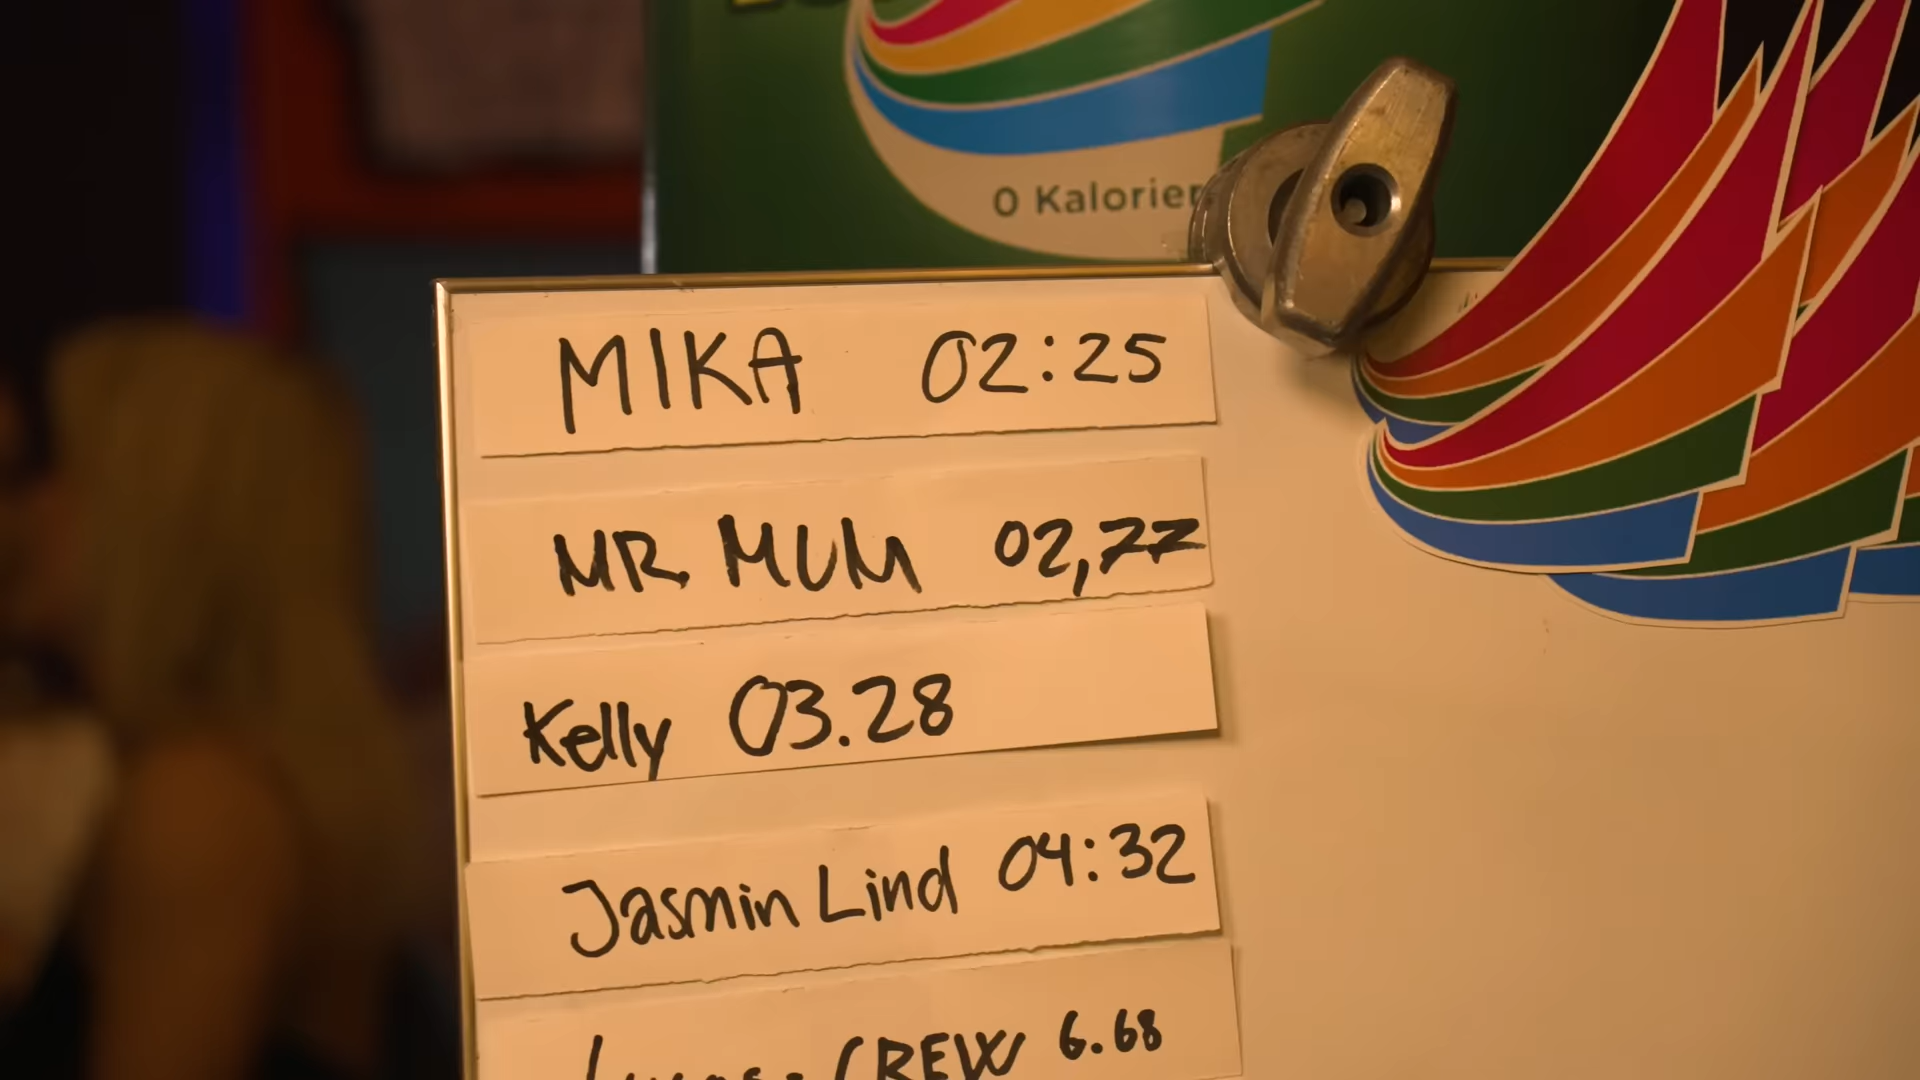 0 Kalorien
MIKA 02:25
MR MUM 02,77
Kelly 03.28
Jasmin Lind 04:32
CREW 6.68